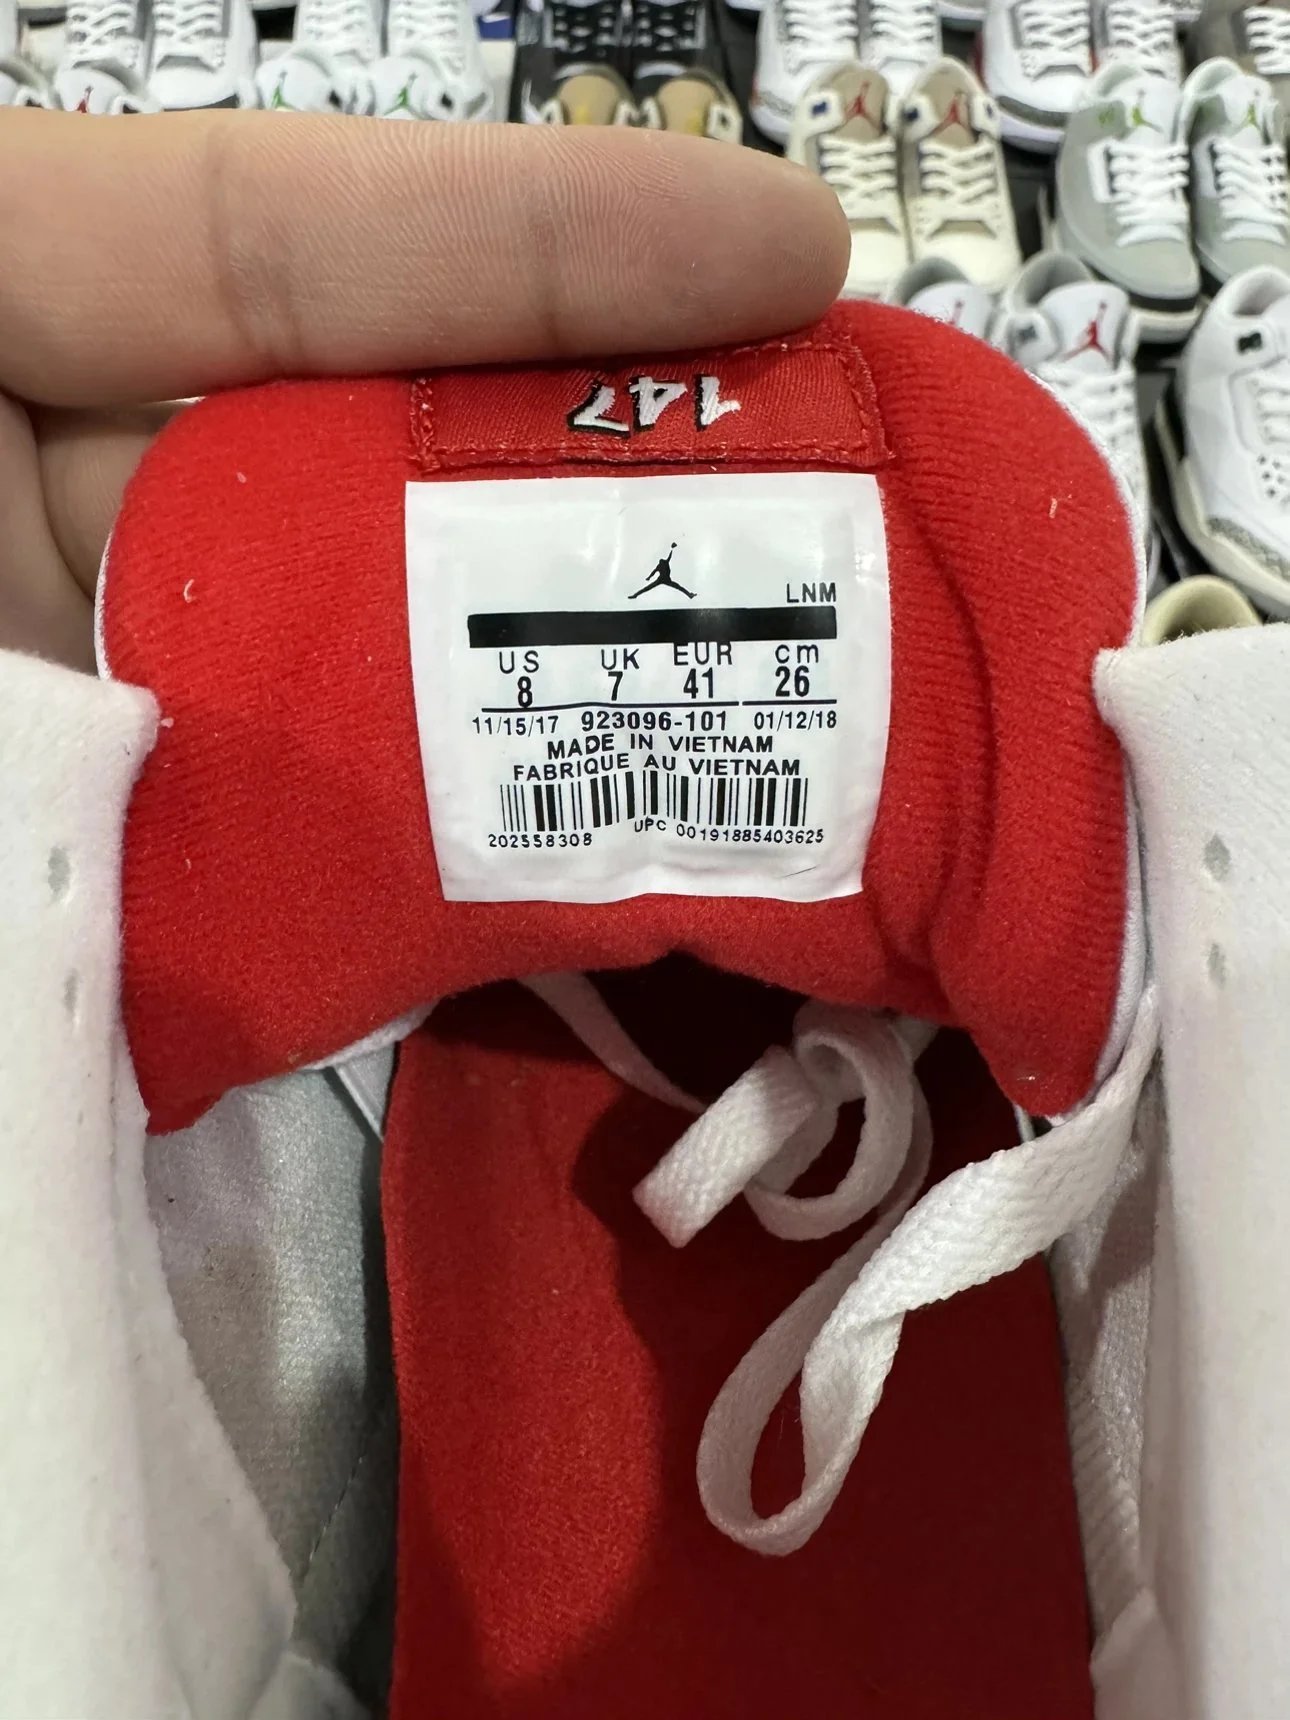 147
LNM
US UK EUR cm
8 7 41 26
11/15/17 923096-101 01/12/18
MADE IN VIETNAM
FABRIQUE AU VIETNAM
202558308 UPC 00191885403625